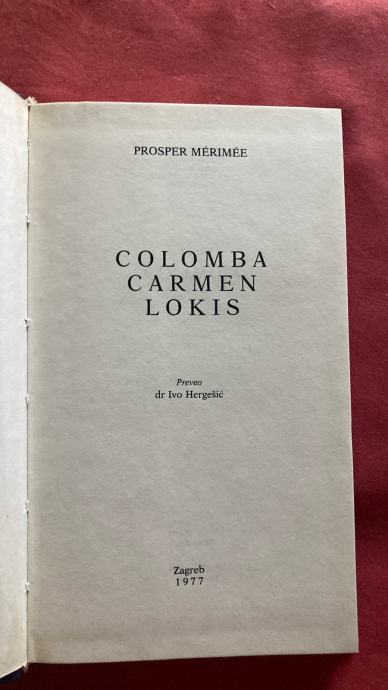 PROSPER MÉRIMÉE
COLOMBA
CARMEN
LOKIS
Preveo
dr Ivo Hergešić
Zagreb
1977